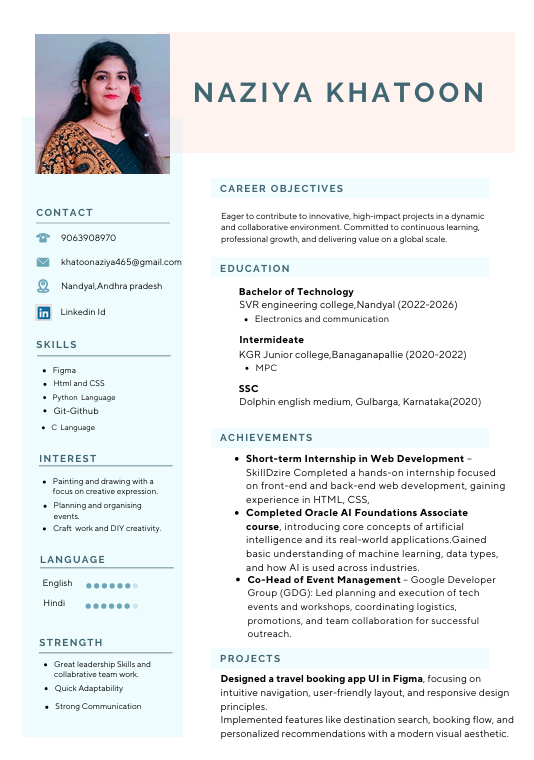 NAZIYA KHATOON
CONTACT
9063908970
khatoonaziya465@gmail.com
Nandyal,Andhra pradesh
in
Linkedin Id
SKILLS
Figma
Html and CSS
Python Language
Git-Github
C Language
INTEREST
Painting and drawing with a
focus on creative expression.
Planning and organising
events.
Craft work and DIY creativity.
LANGUAGE
English
Hindi
STRENGTH
Great leadership Skills and
collabrative team work.
Quick Adaptability
Strong Communication
CAREER OBJECTIVES
Eager to contribute to innovative, high-impact projects in a dynamic
and collaborative environment. Committed to continuous learning,
professional growth, and delivering value on a global scale.
EDUCATION
Bachelor of Technology
SVR engineering college,Nandyal (2022-2026)
Electronics and communication
Intermideate
KGR Junior college,Banaganapallie (2020-2022)
MPC
SSC
Dolphin english medium, Gulbarga, Karnataka(2020)
ACHIEVEMENTS
Short-term Internship in Web Development –
SkillDzire Completed a hands-on internship focused
on front-end and back-end web development, gaining
experience in HTML, CSS,
Completed Oracle AI Foundations Associate
course, introducing core concepts of artificial
intelligence and its real-world applications.Gained
basic understanding of machine learning, data types,
and how AI is used across industries.
Co-Head of Event Management – Google Developer
Group (GDG): Led planning and execution of tech
events and workshops, coordinating logistics,
promotions, and team collaboration for successful
outreach.
PROJECTS
Designed a travel booking app UI in Figma, focusing on
intuitive navigation, user-friendly layout, and responsive design
principles.
Implemented features like destination search, booking flow, and
personalized recommendations with a modern visual aesthetic.